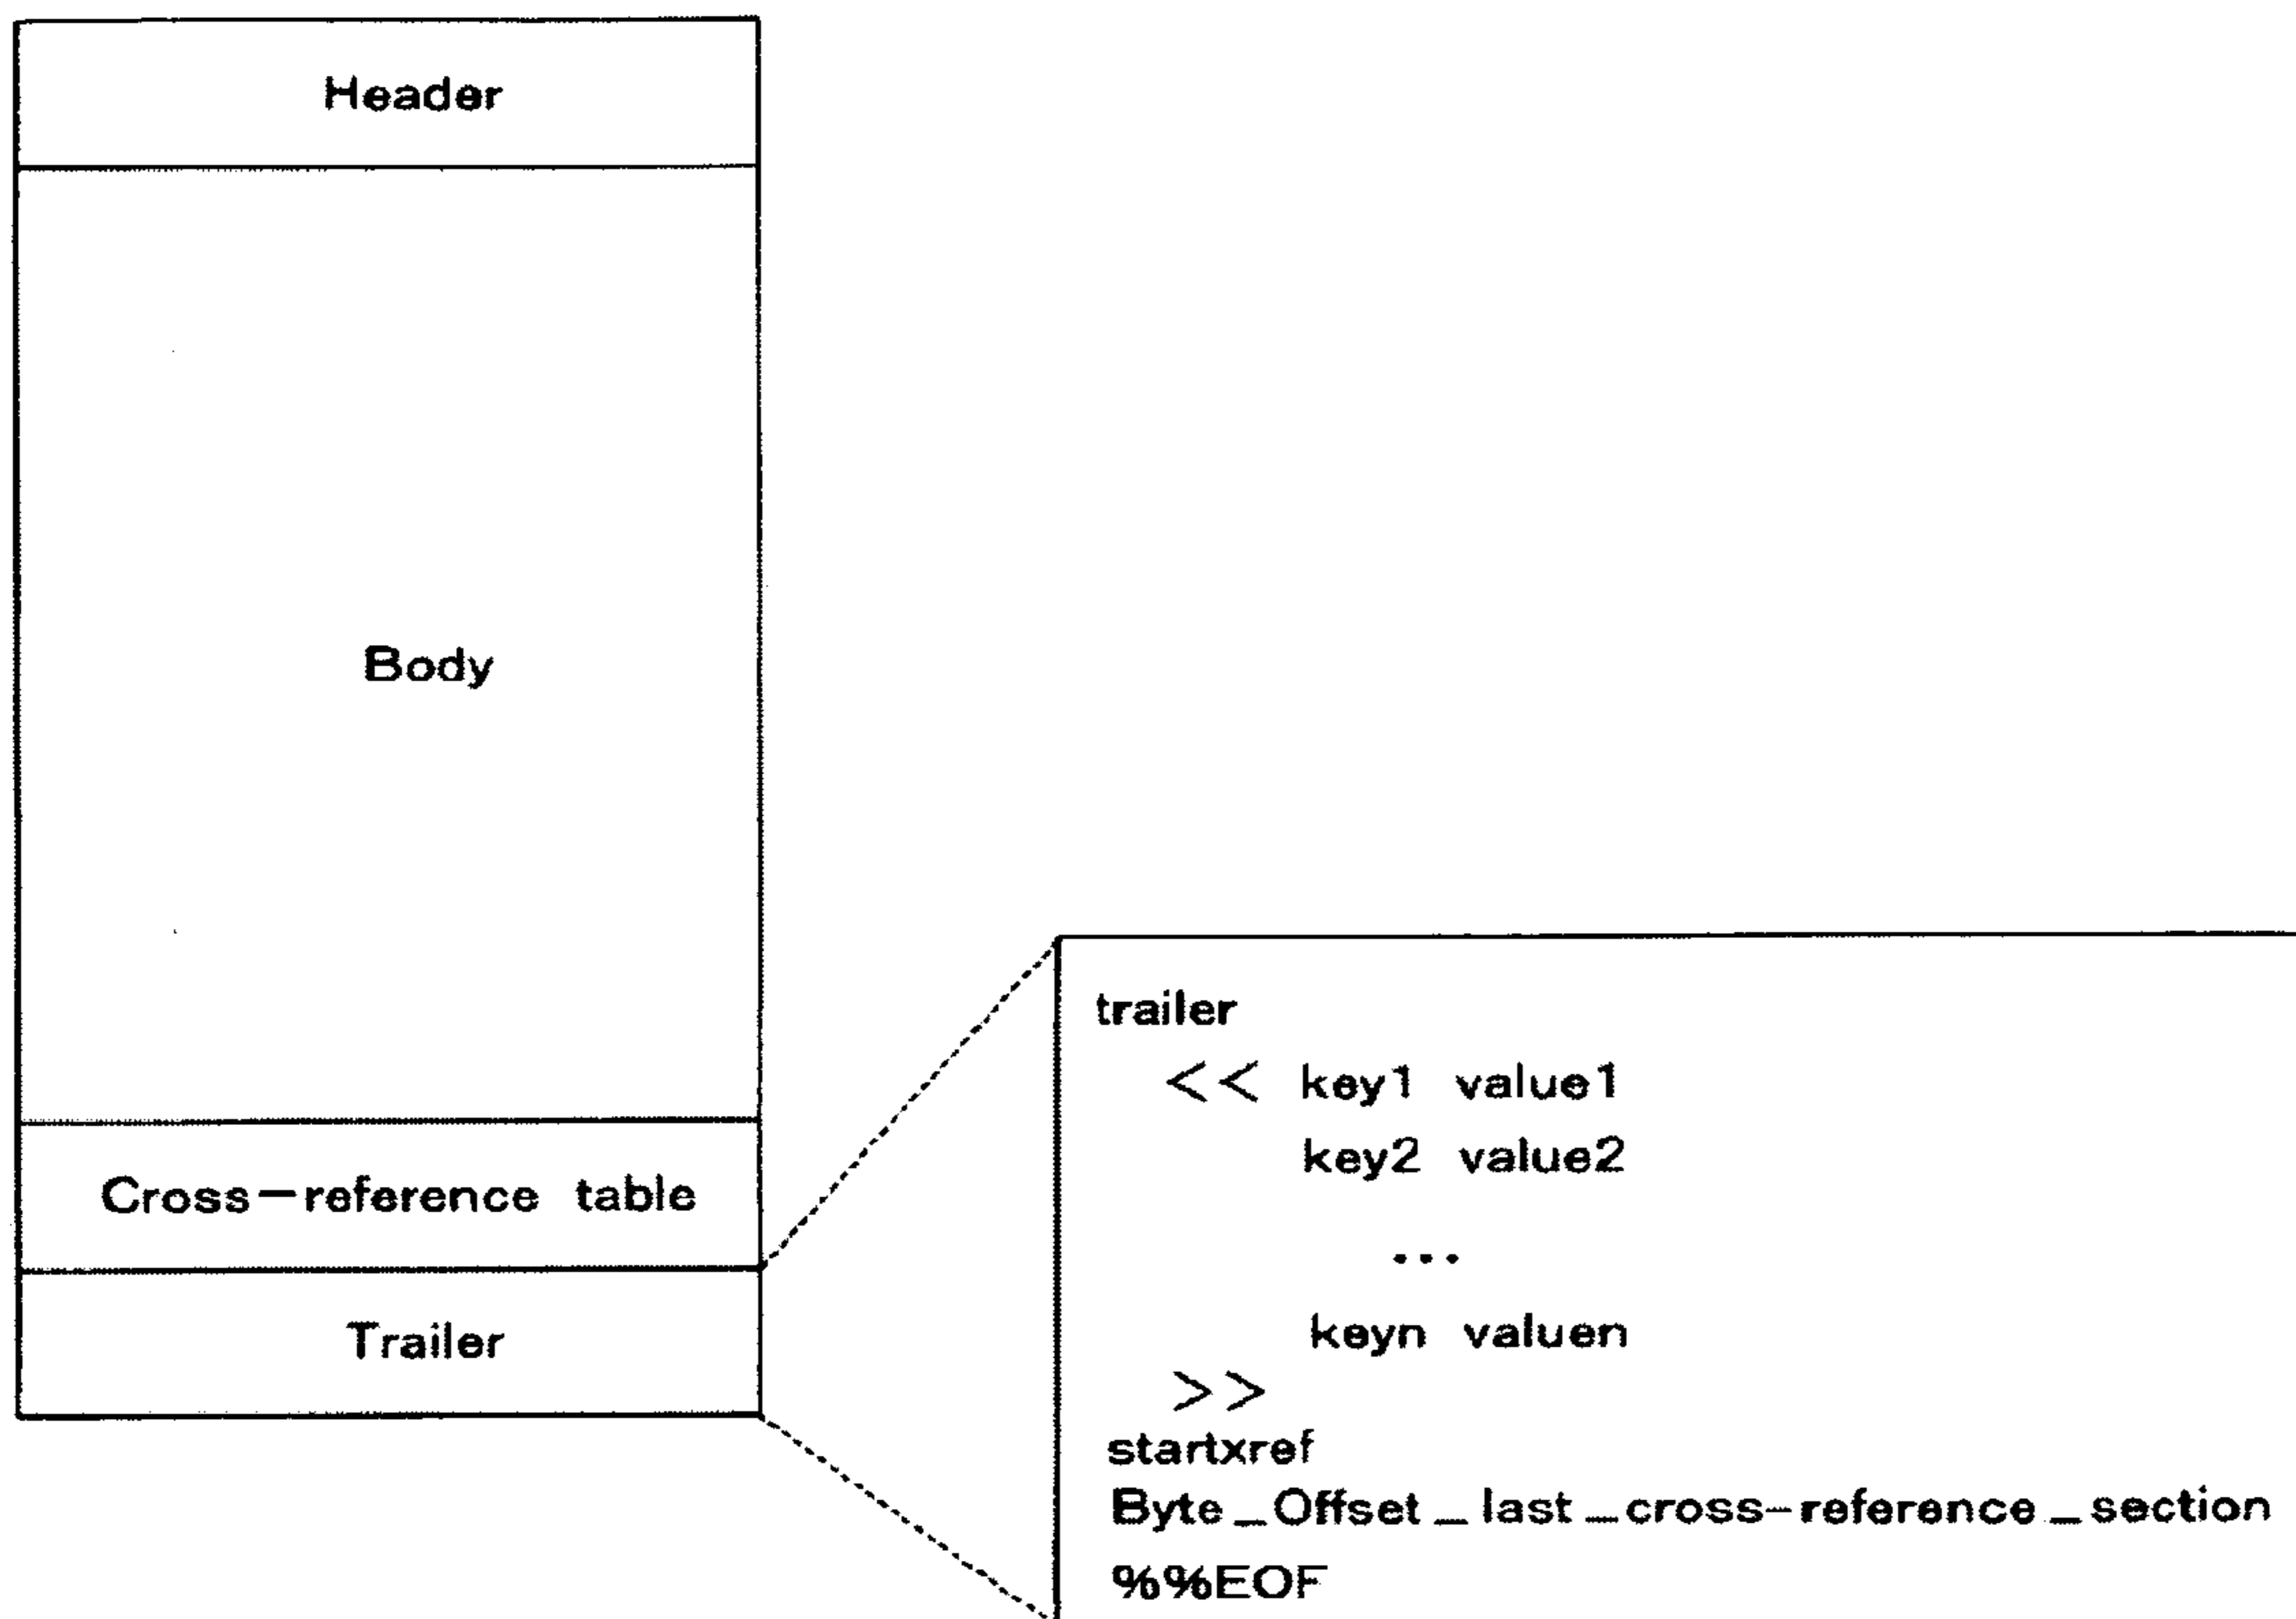 Header
Body
Cross-reference table
Trailer
trailer
<< key1 value1
key2 value2
...
keyn valuen
>>
startxref
Byte_Offset_last_cross-reference_section
%%EOF